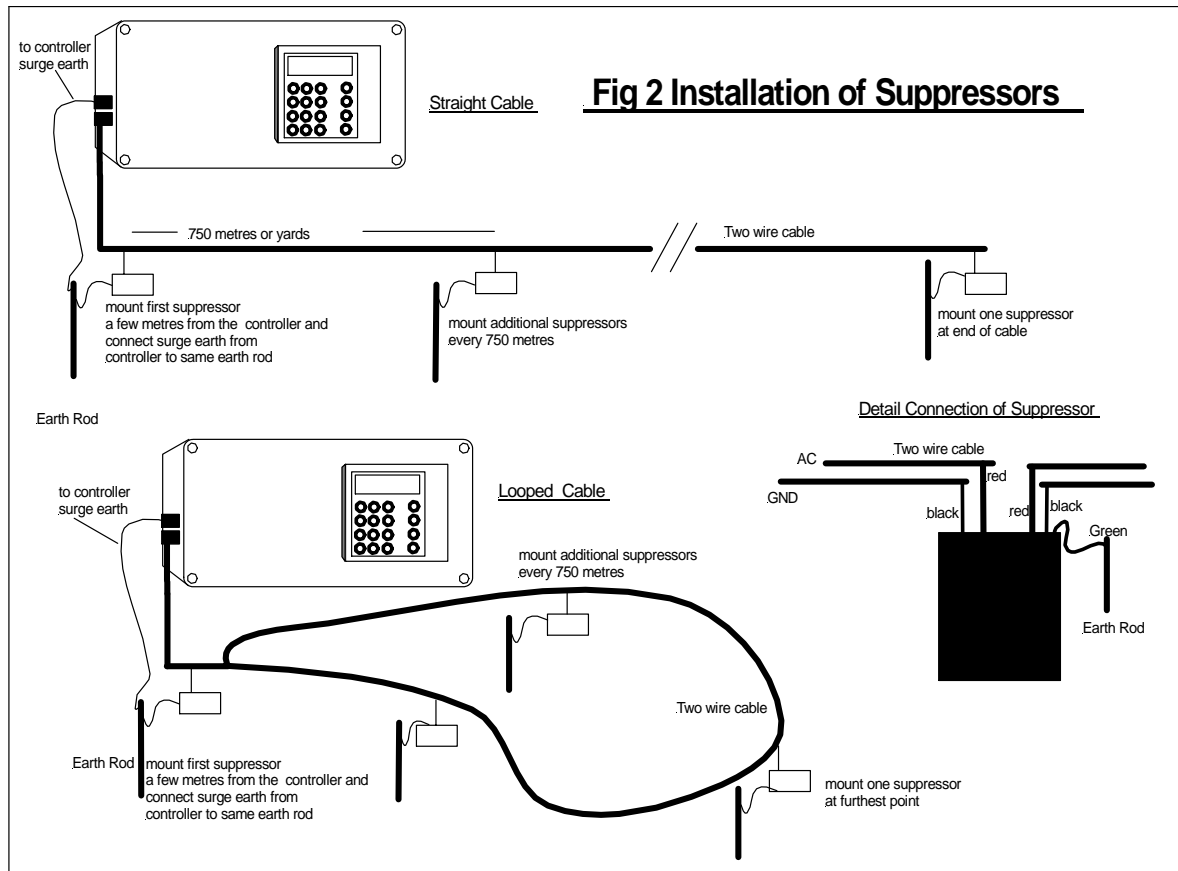 to controller
surge earth
Straight Cable
Fig 2 Installation of Suppressors
750 metres or yards
Two wire cable
mount first suppressor
a few metres from the controller and
connect surge earth from
controller to same earth rod
mount additional suppressors
every 750 metres
mount one suppressor
at end of cable
Earth Rod
Detail Connection of Suppressor
AC
Two wire cable
red
GND
black
red
black
Green
Earth Rod
to controller
surge earth
Looped Cable
mount additional suppressors
every 750 metres
Two wire cable
Earth Rod
mount first suppressor
a few metres from the controller and
connect surge earth from
controller to same earth rod
mount one suppressor
at furthest point